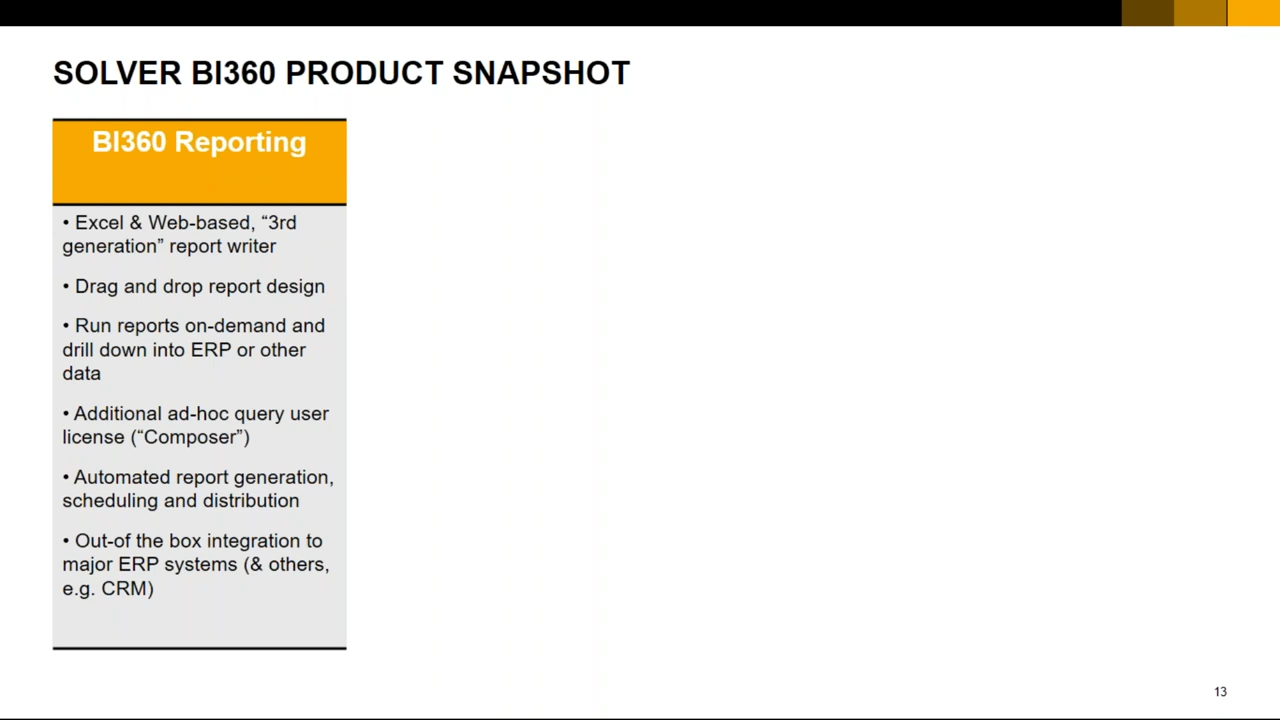 SOLVER BI360 PRODUCT SNAPSHOT
BI360 Reporting
• Excel & Web-based, “3rd
generation” report writer
• Drag and drop report design
• Run reports on-demand and
drill down into ERP or other
data
• Additional ad-hoc query user
license (“Composer”)
• Automated report generation,
scheduling and distribution
• Out-of the box integration to
major ERP systems (& others,
e.g. CRM)
13